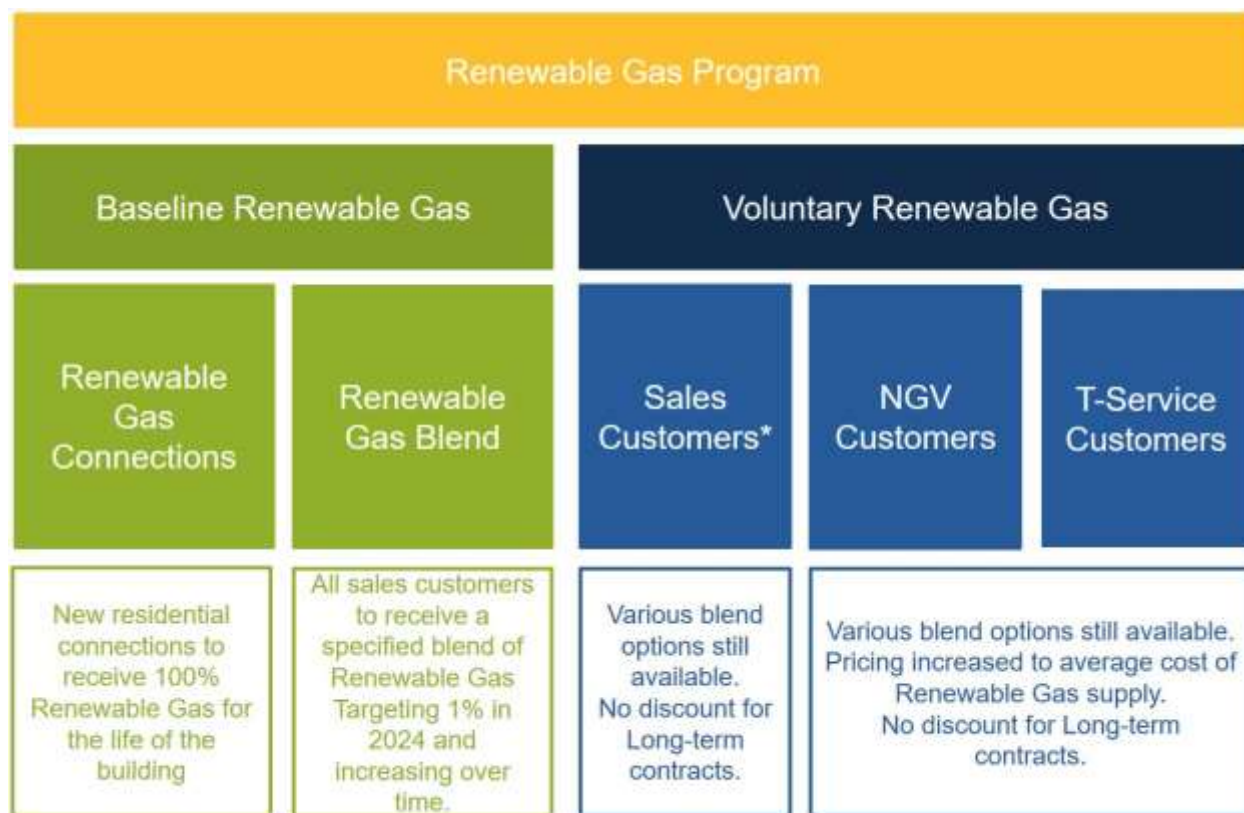 Renewable Gas Program
Baseline Renewable Gas
Voluntary Renewable Gas
Renewable
Gas
Connections
Renewable
Gas Blend
Sales
Customers*
NGV
Customers
T-Service
Customers
New residential
connections to
receive 100%
Renewable Gas for
the life of the
building
All sales customers
to receive a
specified blend of
Renewable Gas
Targeting 1% in
2024 and
increasing over
time.
Various blend
options still
available.
No discount for
Long-term
contracts.
Various blend options still available.
Pricing increased to average cost of
Renewable Gas supply.
No discount for Long-term
contracts.